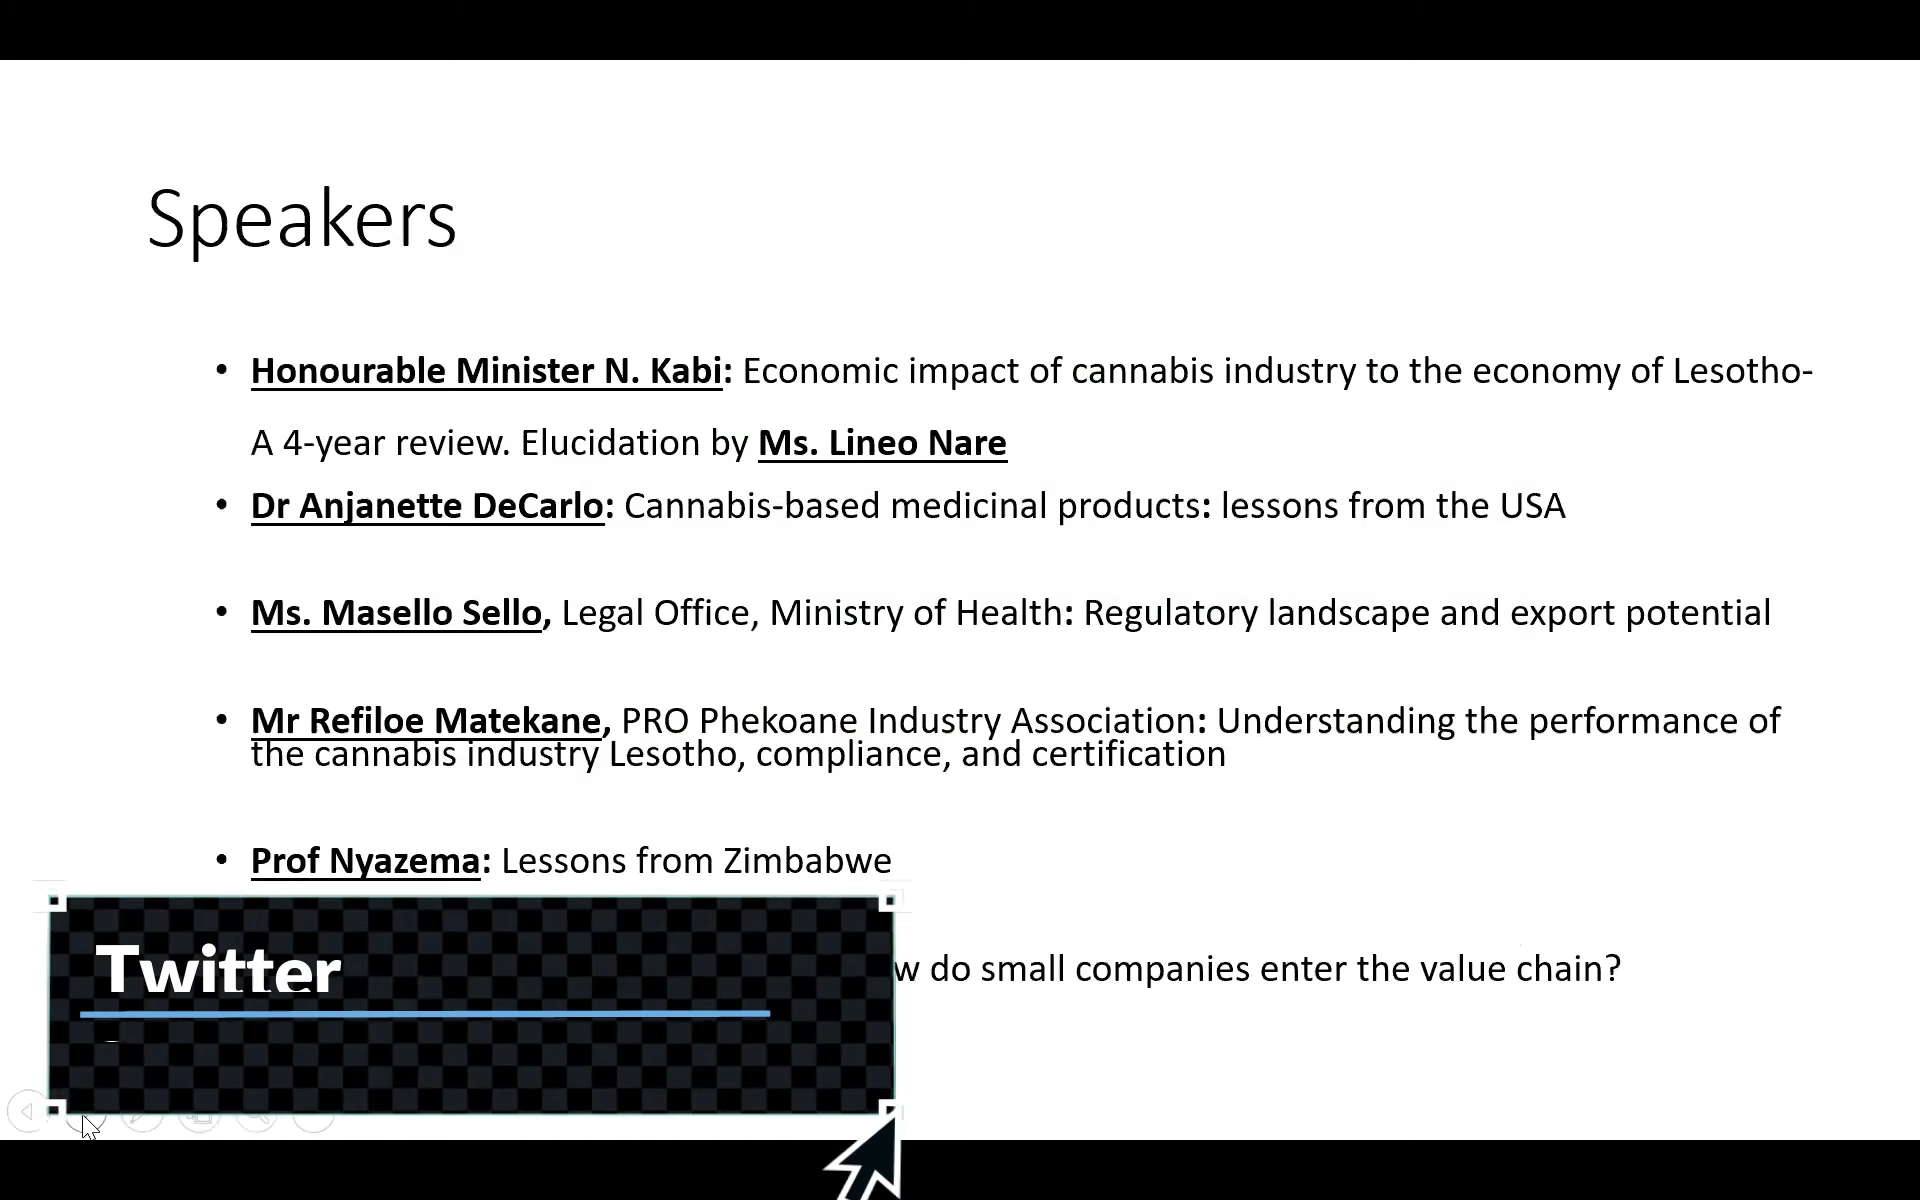 Speakers
• Honourable Minister N. Kabi: Economic impact of cannabis industry to the economy of Lesotho-
A 4-year review. Elucidation by Ms. Lineo Nare
• Dr Anjanette DeCarlo: Cannabis-based medicinal products: lessons from the USA
• Ms. Masello Sello, Legal Office, Ministry of Health: Regulatory landscape and export potential
• Mr Refiloe Matekane, PRO Phekoane Industry Association: Understanding the performance of
the cannabis industry Lesotho, compliance, and certification
• Prof Nyazema: Lessons from Zimbabwe
do small companies enter the value chain?
Twitter